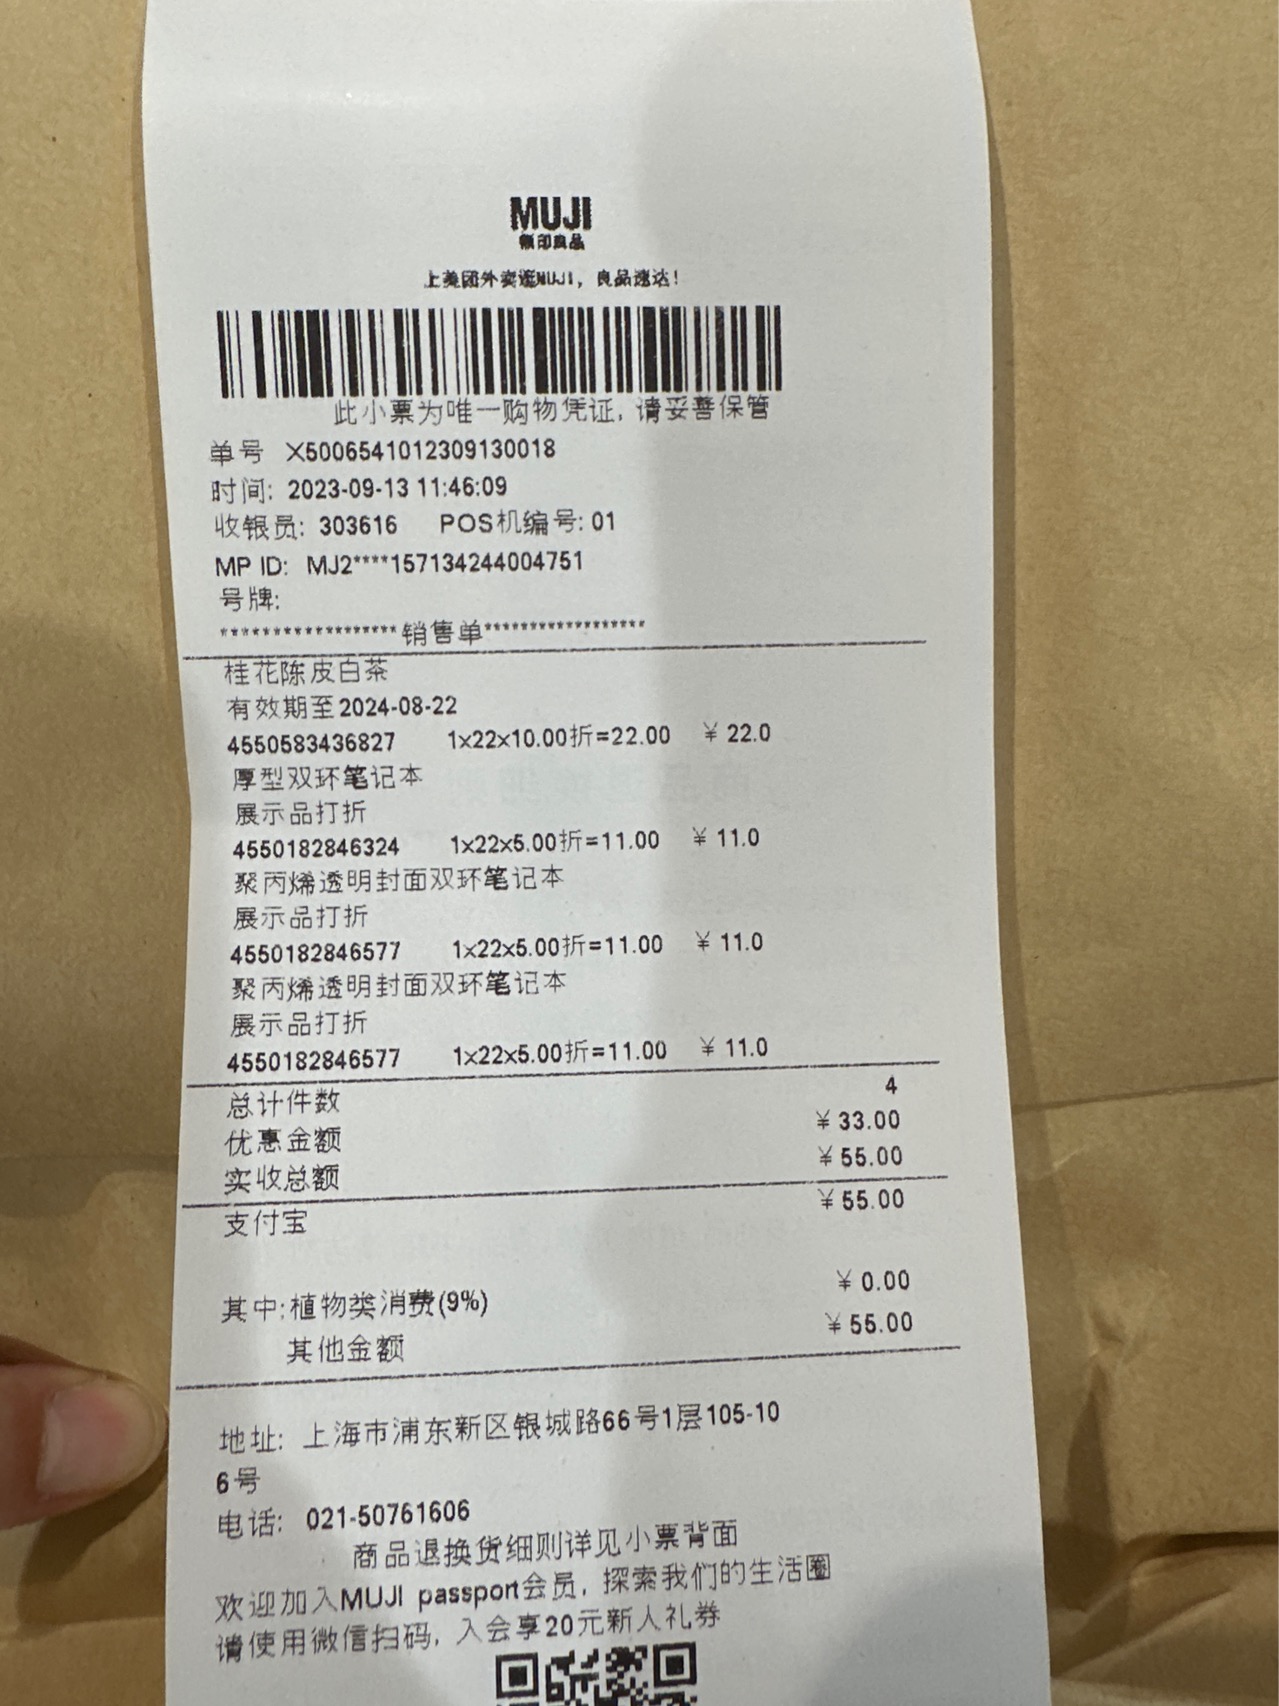 MUJI
無印良品
上美团外卖逛MUJI，良品速达！
此小票为唯一购物凭证, 请妥善保管
单号 X5006541012309130018
时间: 2023-09-13 11:46:09
收银员: 303616 POS机编号: 01
MP ID: MJ2****157134244004751
号牌:
******************销售单******************
桂花陈皮白茶
有效期至2024-08-22
4550583436827 1x22x10.00折=22.00 ¥ 22.0
厚型双环笔记本
展示品打折
4550182846324 1x22x5.00折=11.00 ¥ 11.0
聚丙烯透明封面双环笔记本
展示品打折
4550182846577 1x22x5.00折=11.00 ¥ 11.0
聚丙烯透明封面双环笔记本
展示品打折
4550182846577 1x22x5.00折=11.00 ¥ 11.0
总计件数 4
优惠金额 ¥ 33.00
实收总额 ¥ 55.00
支付宝 ¥ 55.00
其中;植物类消费(9%) ¥ 0.00
其他金额 ¥ 55.00
地址: 上海市浦东新区银城路66号1层105-10
6号
电话: 021-50761606
商品退换货细则详见小票背面
欢迎加入MUJI passport会员, 探索我们的生活圈
请使用微信扫码, 入会享20元新人礼券